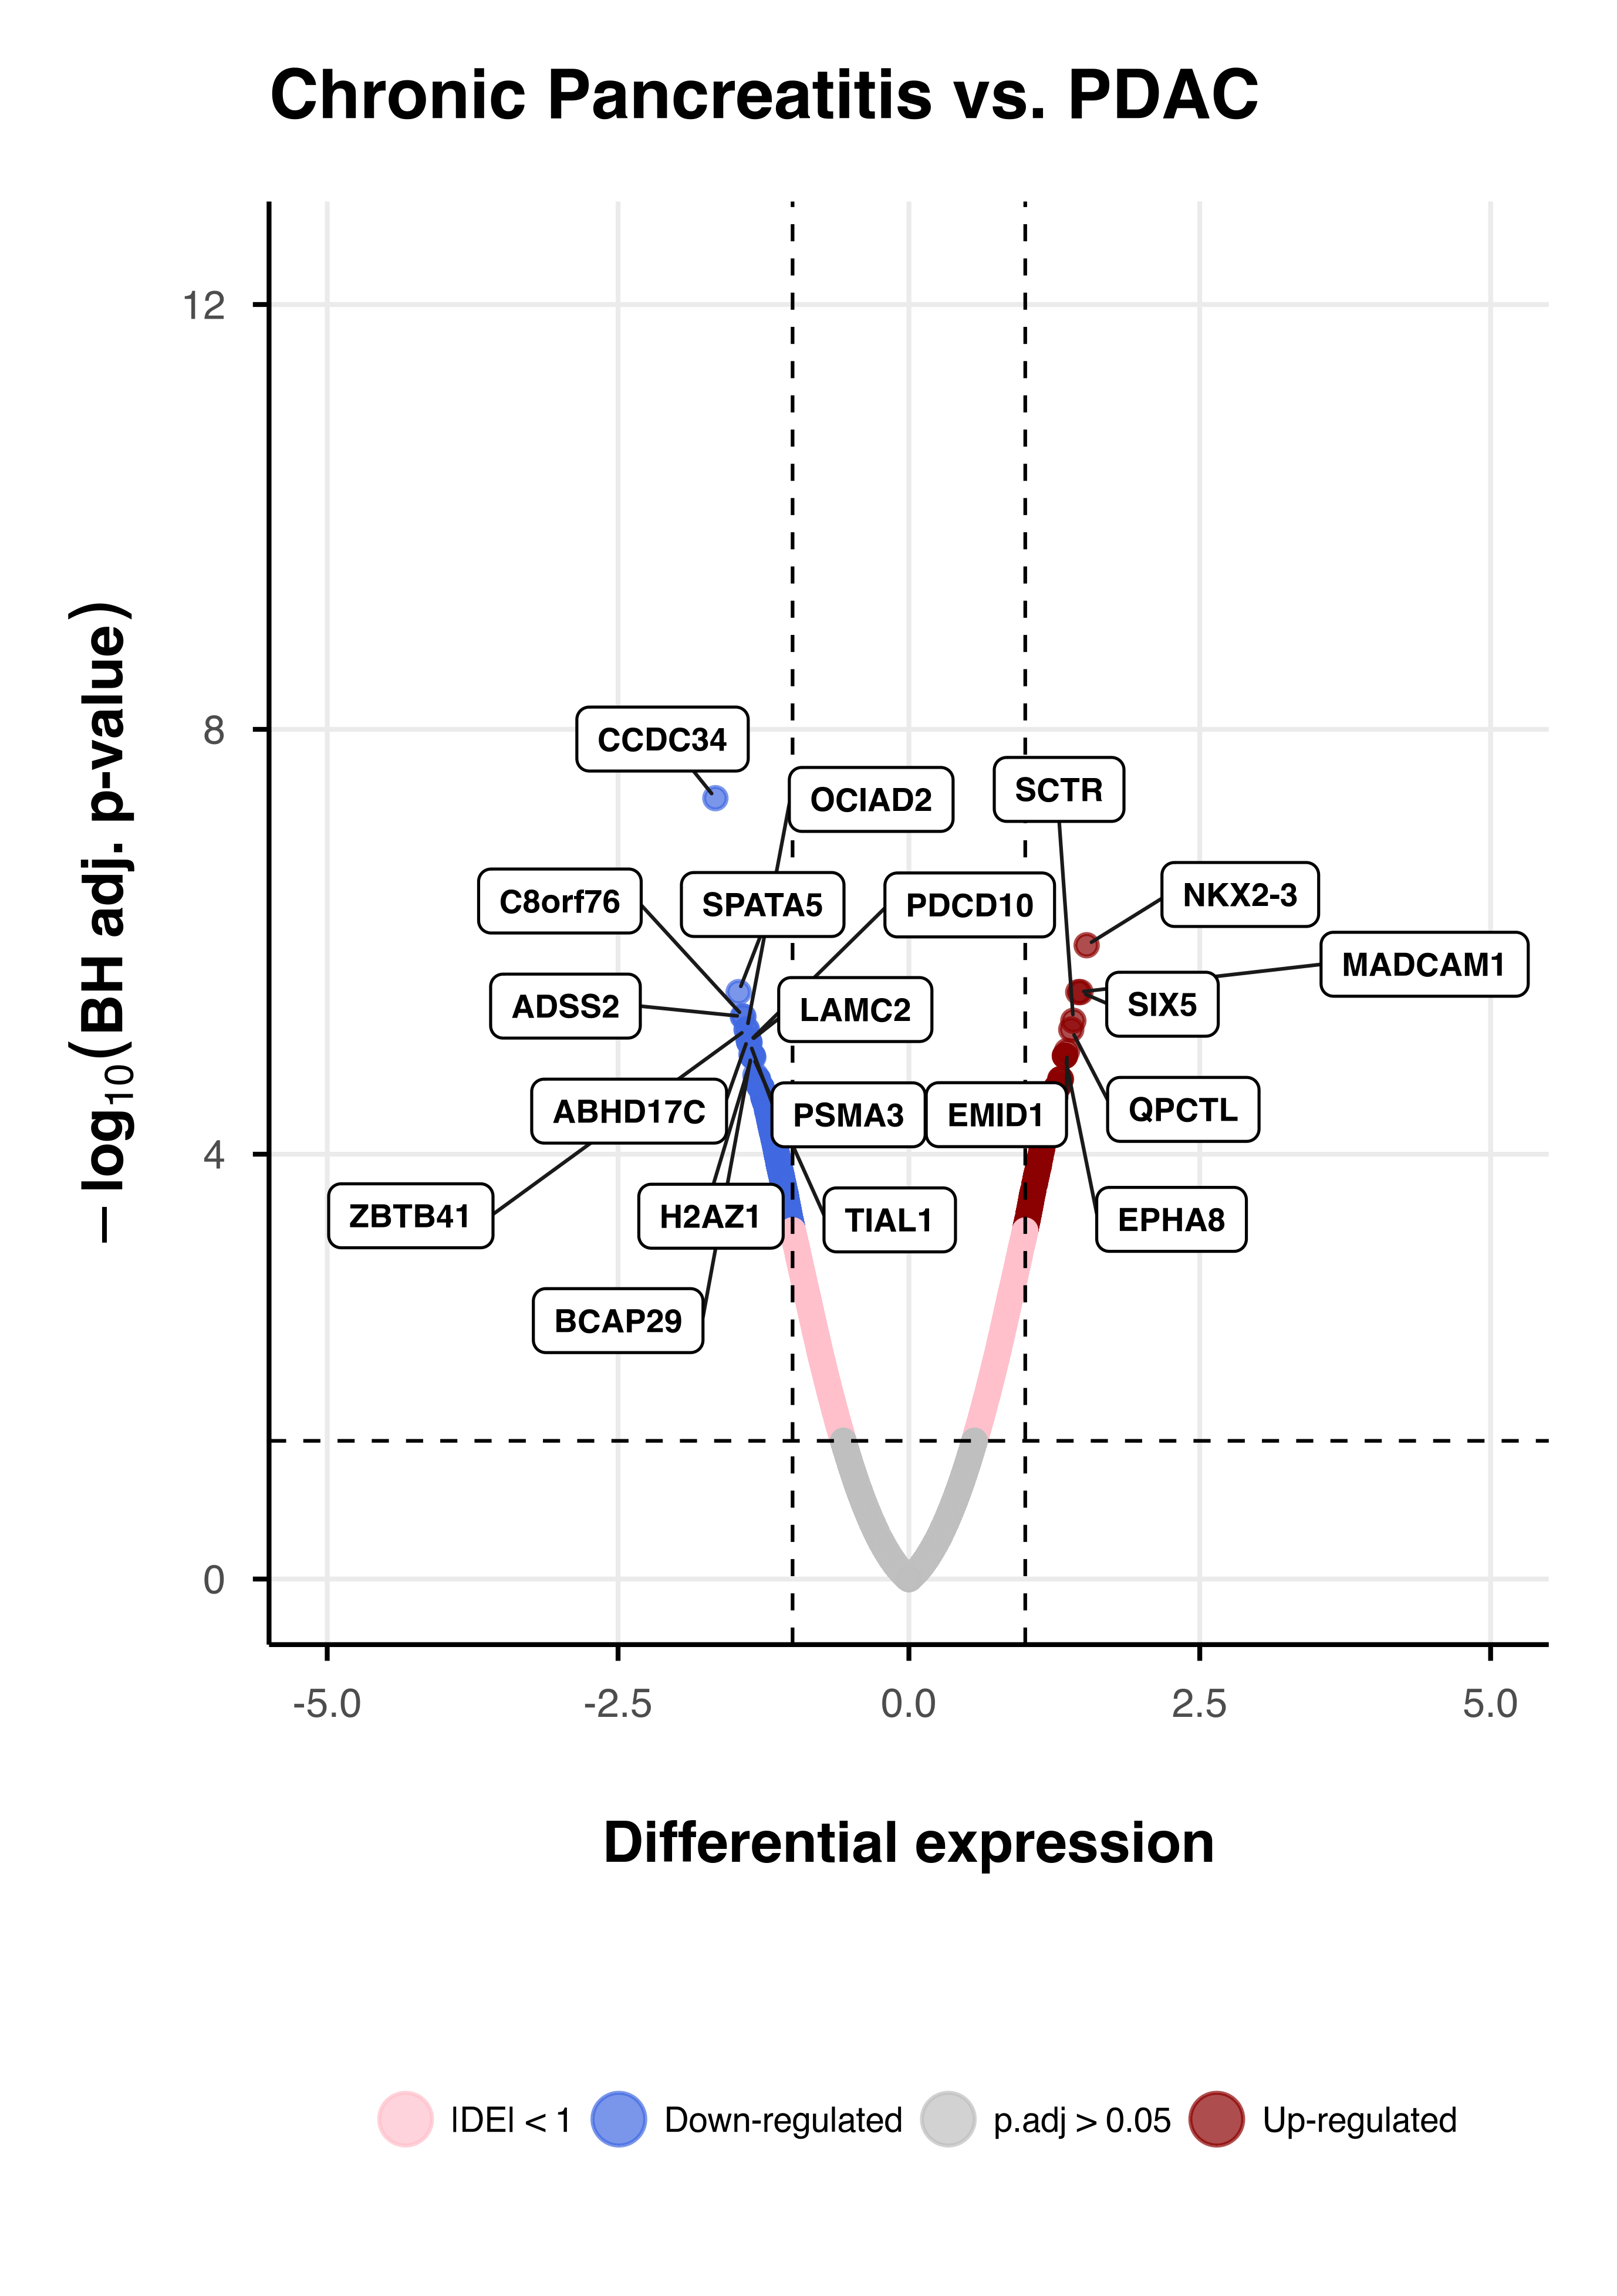 Chronic Pancreatitis vs. PDAC
− log10(BH adj. p-value)
12
8
4
0
CCDC34
OCIAD2
SCTR
C8orf76
SPATA5
PDCD10
NKX2-3
MADCAM1
ADSS2
LAMC2
SIX5
ABHD17C
PSMA3
EMID1
QPCTL
ZBTB41
H2AZ1
TIAL1
EPHA8
BCAP29
-5.0
-2.5
0.0
2.5
5.0
Differential expression
|DE| < 1
Down-regulated
p.adj > 0.05
Up-regulated